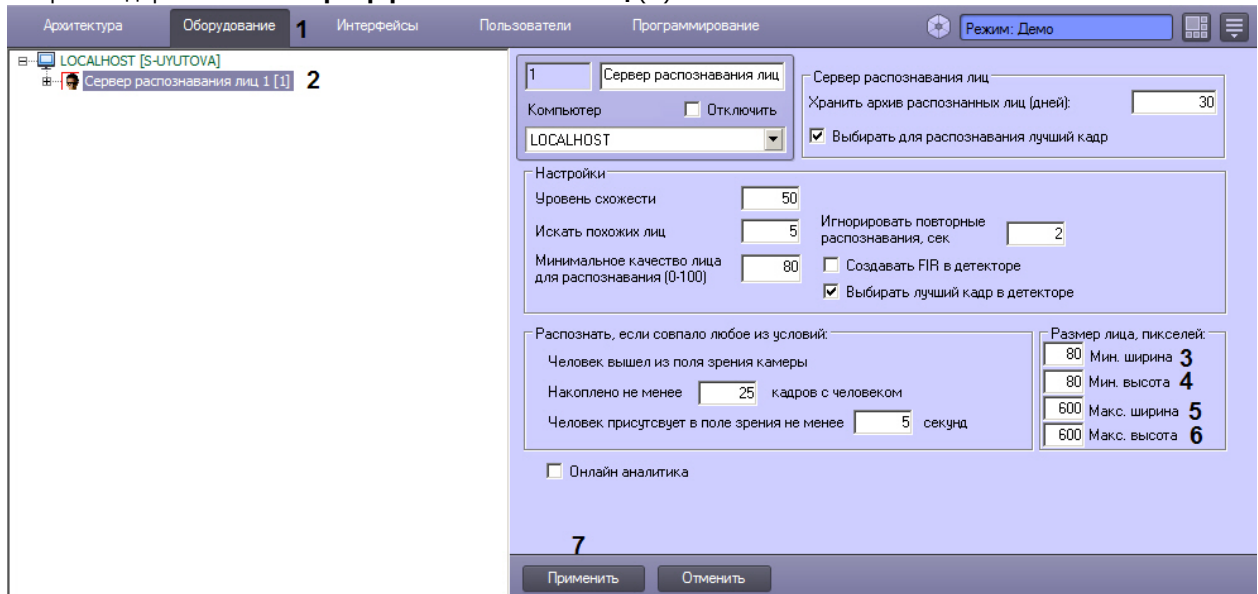 Архитектура Оборудование 1 Интерфейсы Пользователи Программирование Режим: Демо
LOCALHOST [S-UYUTOVA]
Сервер распознавания лиц 1 [1] 2
1 Сервер распознавания лиц
Компьютер Отключить
LOCALHOST
Сервер распознавания лиц
Хранить архив распознанных лиц (дней): 30
Выбирать для распознавания лучший кадр
Настройки
Уровень схожести 50
Искать похожих лиц 5
Минимальное качество лица
для распознавания (0-100) 80
Игнорировать повторные
распознавания, сек 2
Создавать FIR в детекторе
Выбирать лучший кадр в детекторе
Распознать, если совпало любое из условий:
Человек вышел из поля зрения камеры
Накоплено не менее 25 кадров с человеком
Человек присутсвует в поле зрения не менее 5 секунд
Размер лица, пикселей:
80 Мин. ширина 3
80 Мин. высота 4
600 Макс. ширина 5
600 Макс. высота 6
Онлайн аналитика
7
Применить Отменить